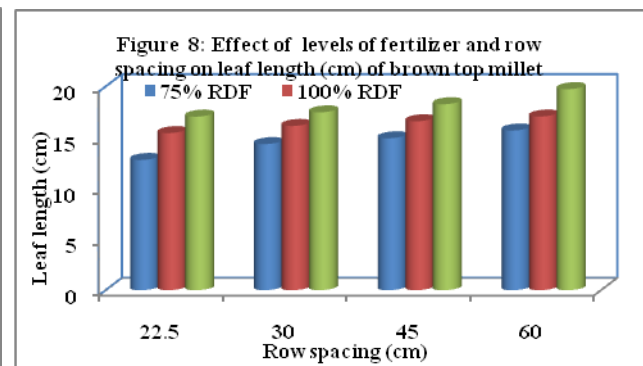 Figure 8: Effect of levels of fertilizer and row
spacing on leaf length (cm) of brown top millet
75% RDF 100% RDF
20
15
10
5
0
Leaf length (cm)
22.5 30 45 60
Row spacing (cm)